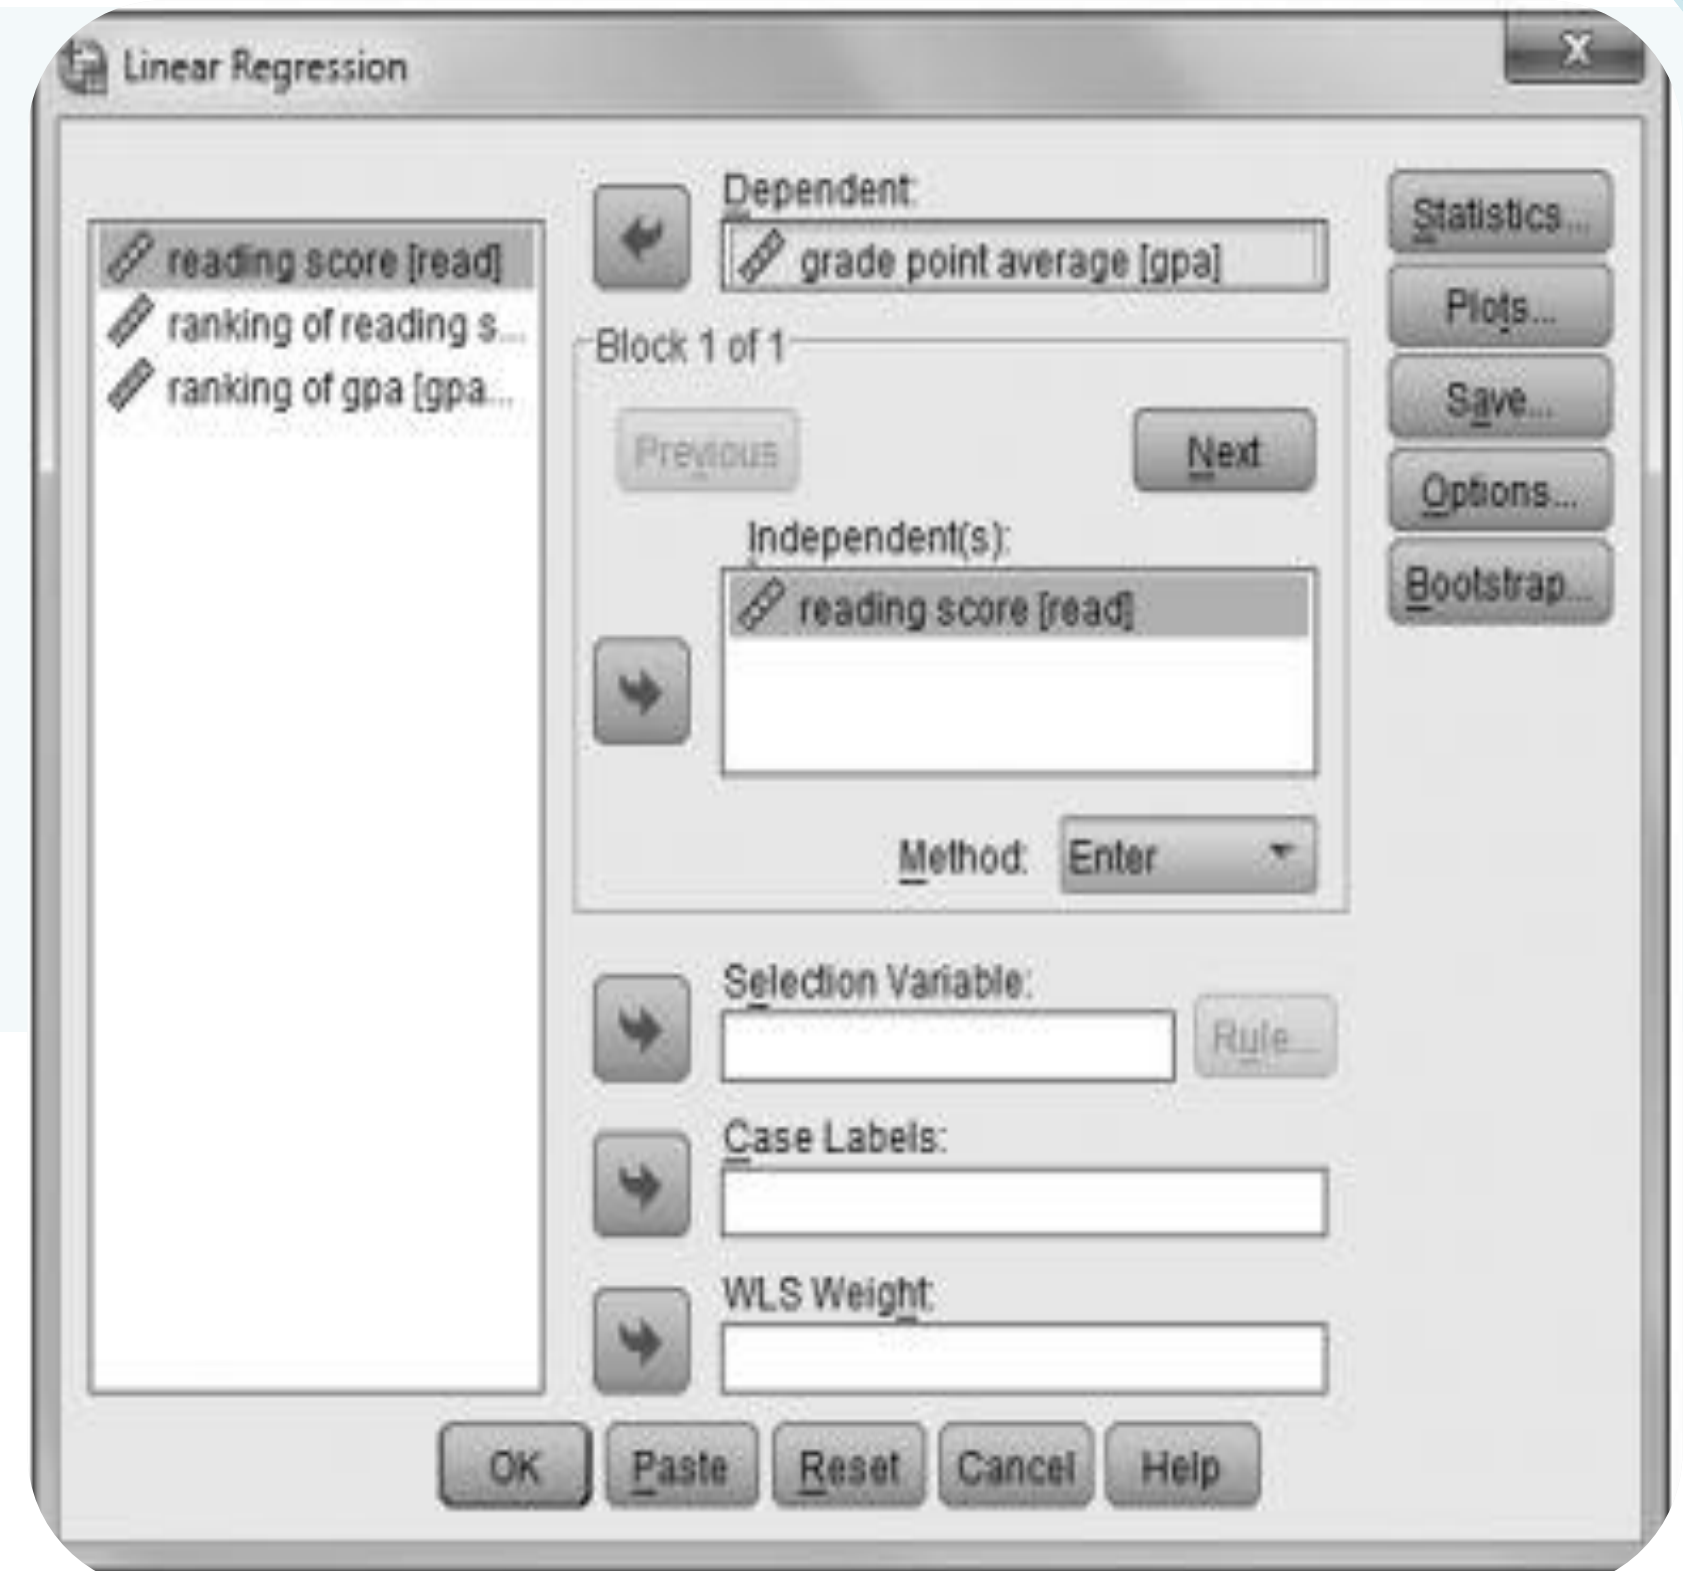 Linear Regression
X
reading score [read]
ranking of reading s...
ranking of gpa [gpa...
Dependent:
grade point average [gpa]
Block 1 of 1
Previous
Next
Independent(s):
reading score [read]
Method:
Enter
Selection Variable:
Rule...
Case Labels:
WLS Weight:
Statistics...
Plots...
Save...
Options...
Bootstrap...
OK
Paste
Reset
Cancel
Help